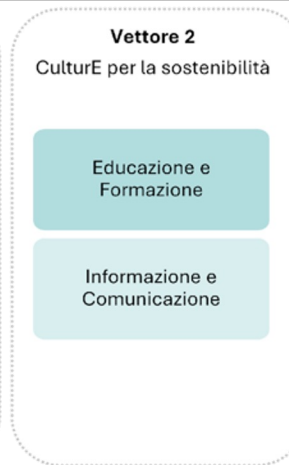 Vettore 2
CulturE per la sostenibilità
Educazione e
Formazione
Informazione e
Comunicazione